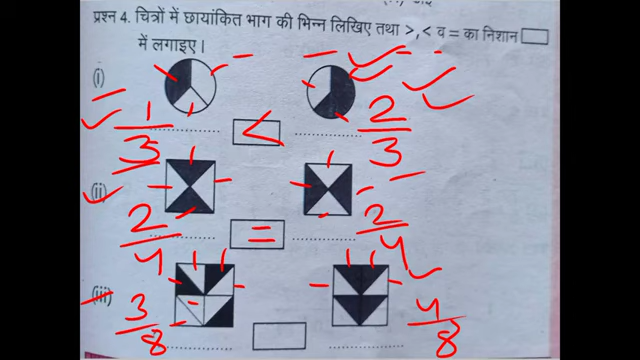 प्रश्न 4. चित्रों में छायांकित भाग की भिन्न लिखिए तथा >, < व = का निशान
में लगाइए।
(i)
1/3 < 2/3
(ii)
2/4 = 2/4
(iii)
3/8 4/8